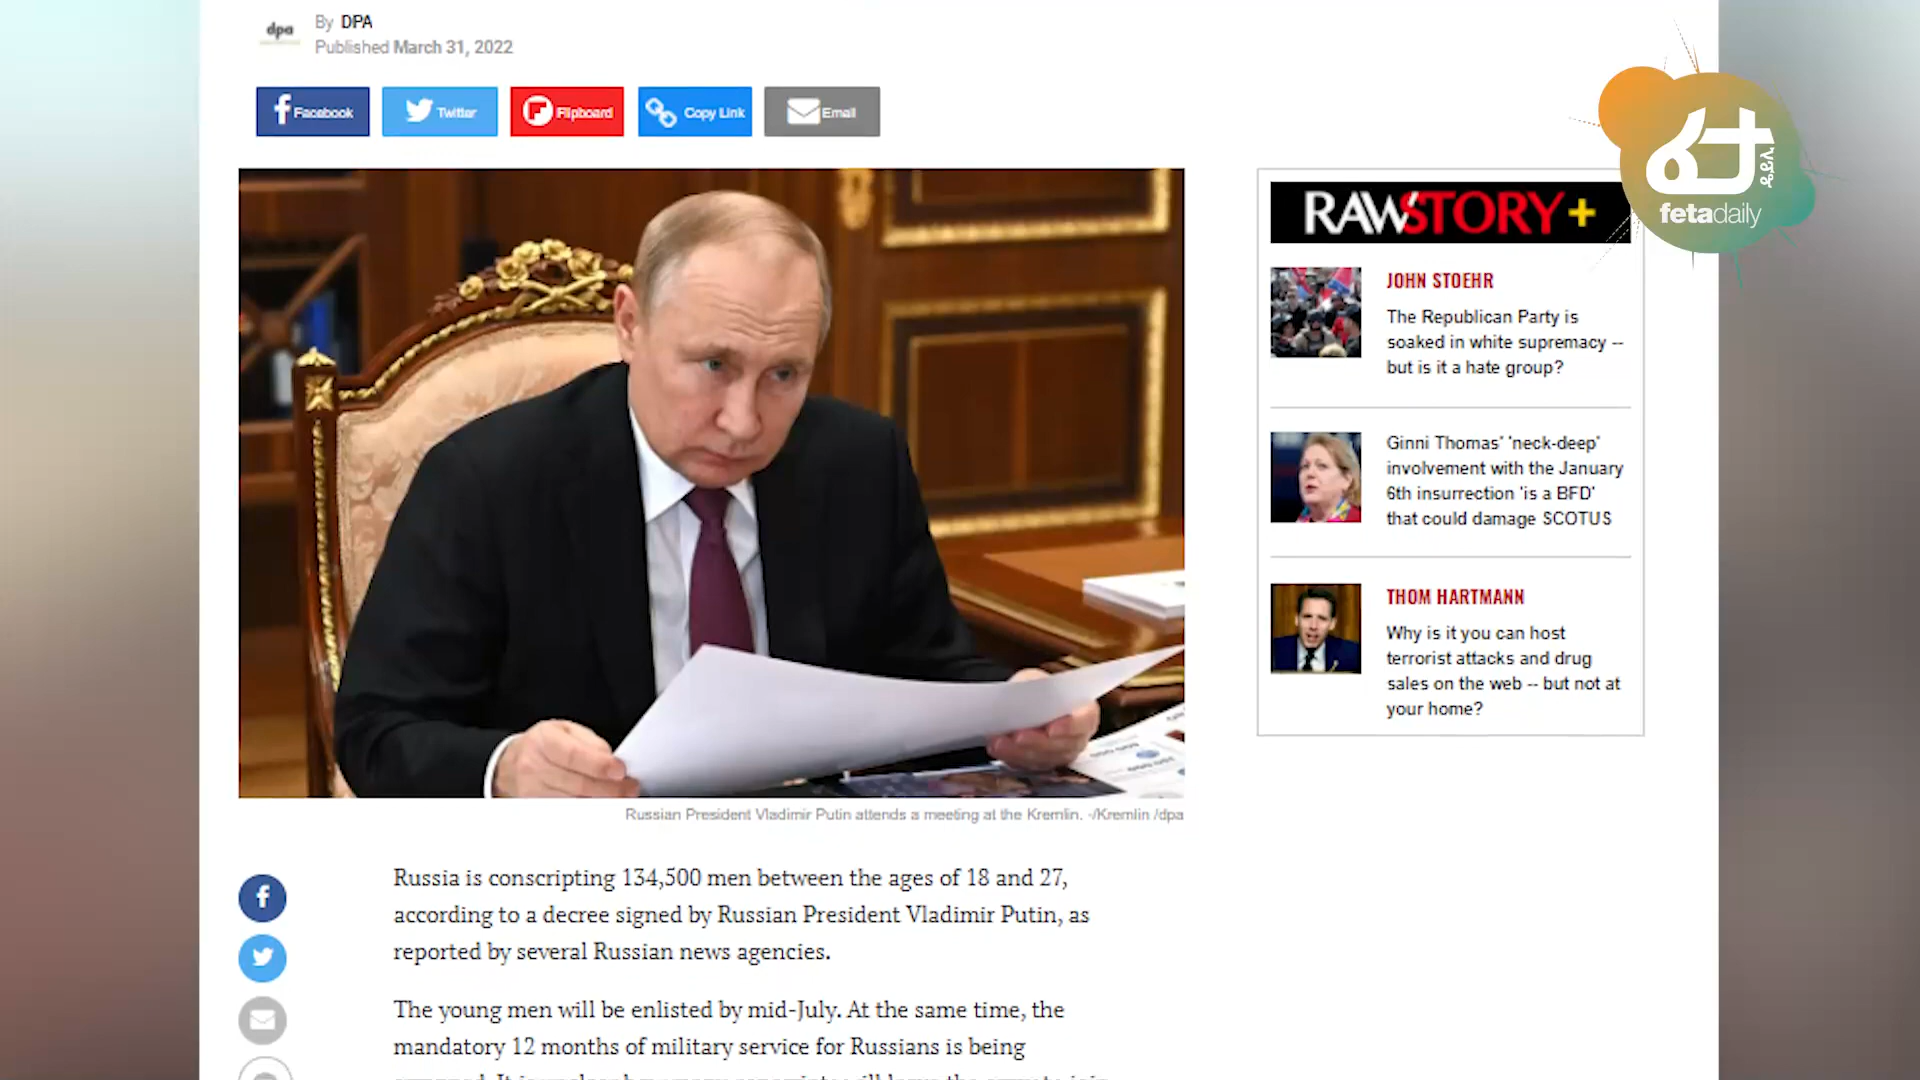 dpa
By DPA
Published March 31, 2022
Facebook
Twitter
Flipboard
Copy Link
Email
fetadaily
RAWSTORY+
JOHN STOEHR
The Republican Party is
soaked in white supremacy --
but is it a hate group?
Ginni Thomas' 'neck-deep'
involvement with the January
6th insurrection 'is a BFD'
that could damage SCOTUS
THOM HARTMANN
Why is it you can host
terrorist attacks and drug
sales on the web -- but not at
your home?
Russian President Vladimir Putin attends a meeting at the Kremlin. -/Kremlin /dpa
Russia is conscripting 134,500 men between the ages of 18 and 27,
according to a decree signed by Russian President Vladimir Putin, as
reported by several Russian news agencies.
The young men will be enlisted by mid-July. At the same time, the
mandatory 12 months of military service for Russians is being